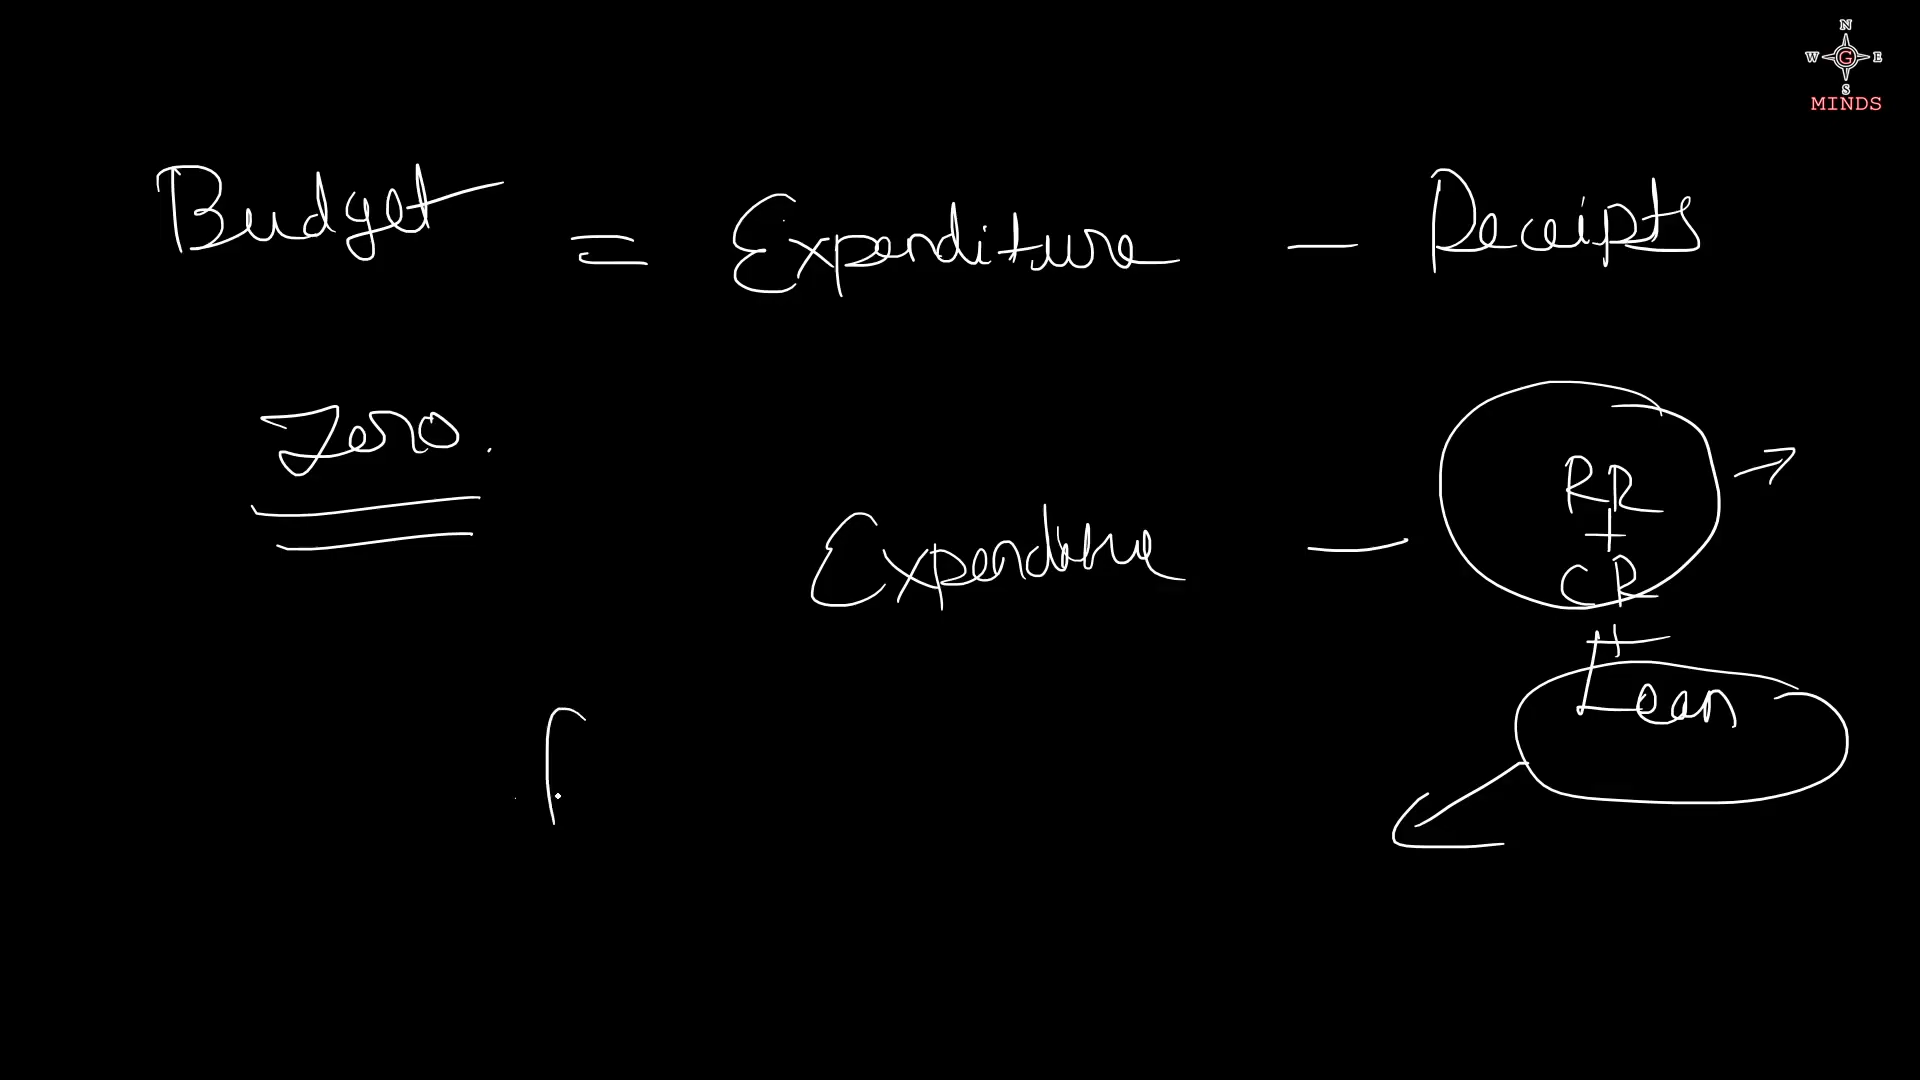 N
W G E
S
MINDS
Budget = Expenditure - Receipts
Zero.
RR
+
CR
Expenditure -
+
Loan